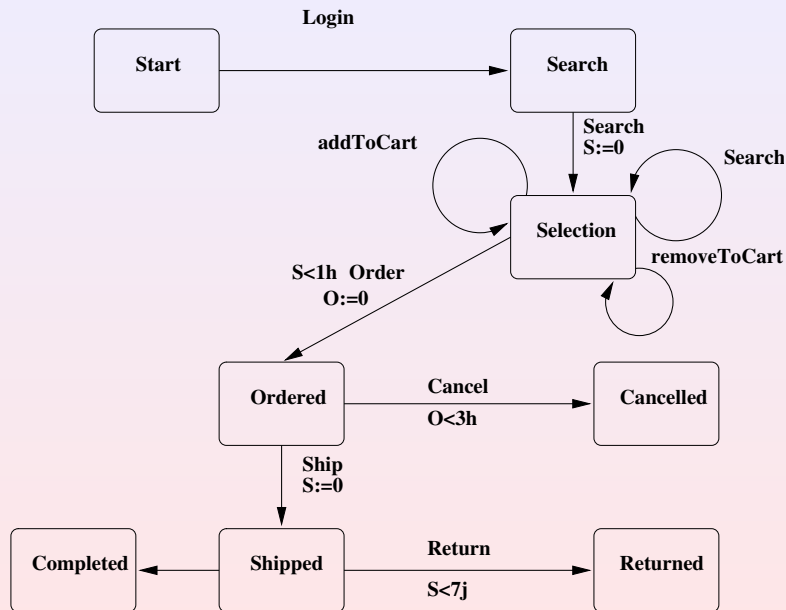 Login
Start
Search
Search
S:=0
addToCart
Search
Selection
removeToCart
S<1h Order
O:=0
Ordered
Cancel
O<3h
Cancelled
Ship
S:=0
Completed
Shipped
Return
S<7j
Returned